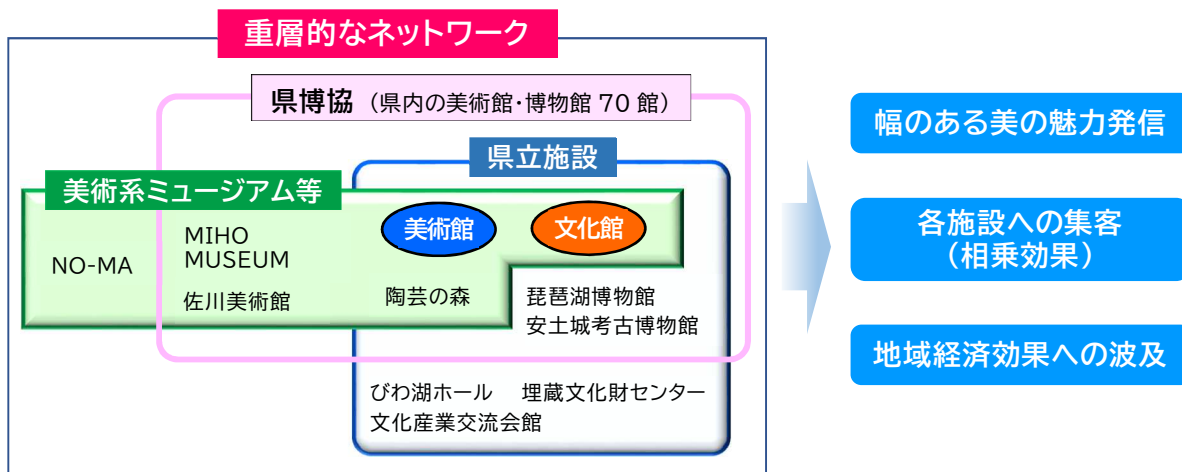 重層的なネットワーク
県博協（県内の美術館・博物館 70 館）
県立施設
美術系ミュージアム等
美術館
文化館
NO-MA
MIHO
MUSEUM
佐川美術館
陶芸の森
琵琶湖博物館
安土城考古博物館
びわ湖ホール 埋蔵文化財センター
文化産業交流会館
幅のある美の魅力発信
各施設への集客
（相乗効果）
地域経済効果への波及